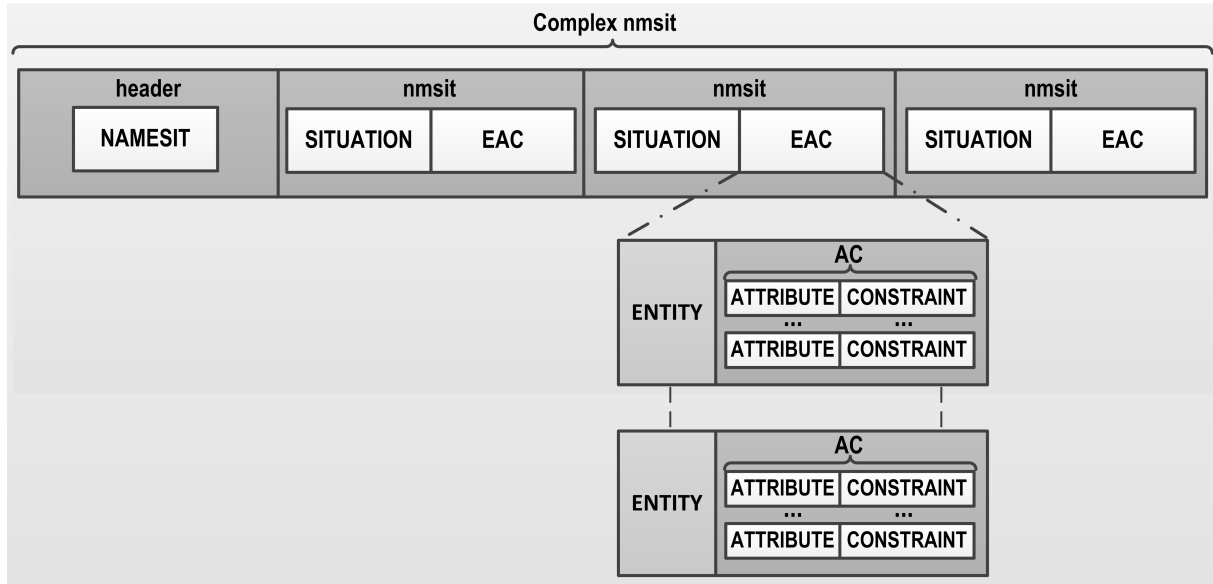 Complex nmsit
header nmsit nmsit nmsit
NAMESIT SITUATION EAC SITUATION EAC SITUATION EAC
AC
ATTRIBUTE CONSTRAINT
... ...
ENTITY
ATTRIBUTE CONSTRAINT
AC
ATTRIBUTE CONSTRAINT
... ...
ENTITY
ATTRIBUTE CONSTRAINT